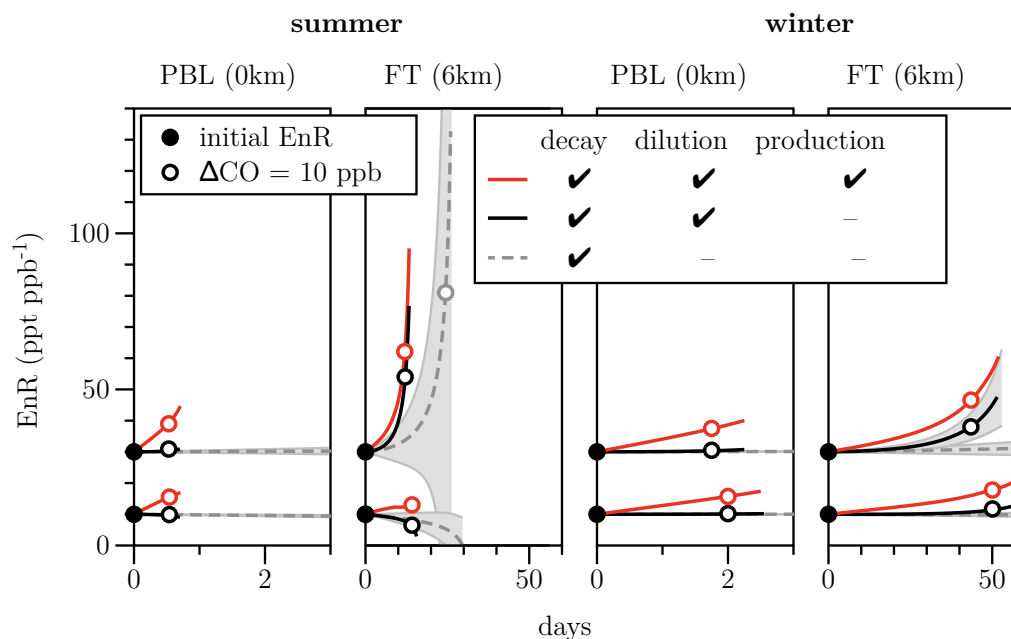 summer winter
PBL (0km) FT (6km) PBL (0km) FT (6km)
initial EnR
ΔCO = 10 ppb
decay dilution production
✔ ✔ ✔
✔ ✔ –
✔ – –
EnR (ppt ppb⁻¹)
100
50
0
0 2 0 50 0 2 0 50
days